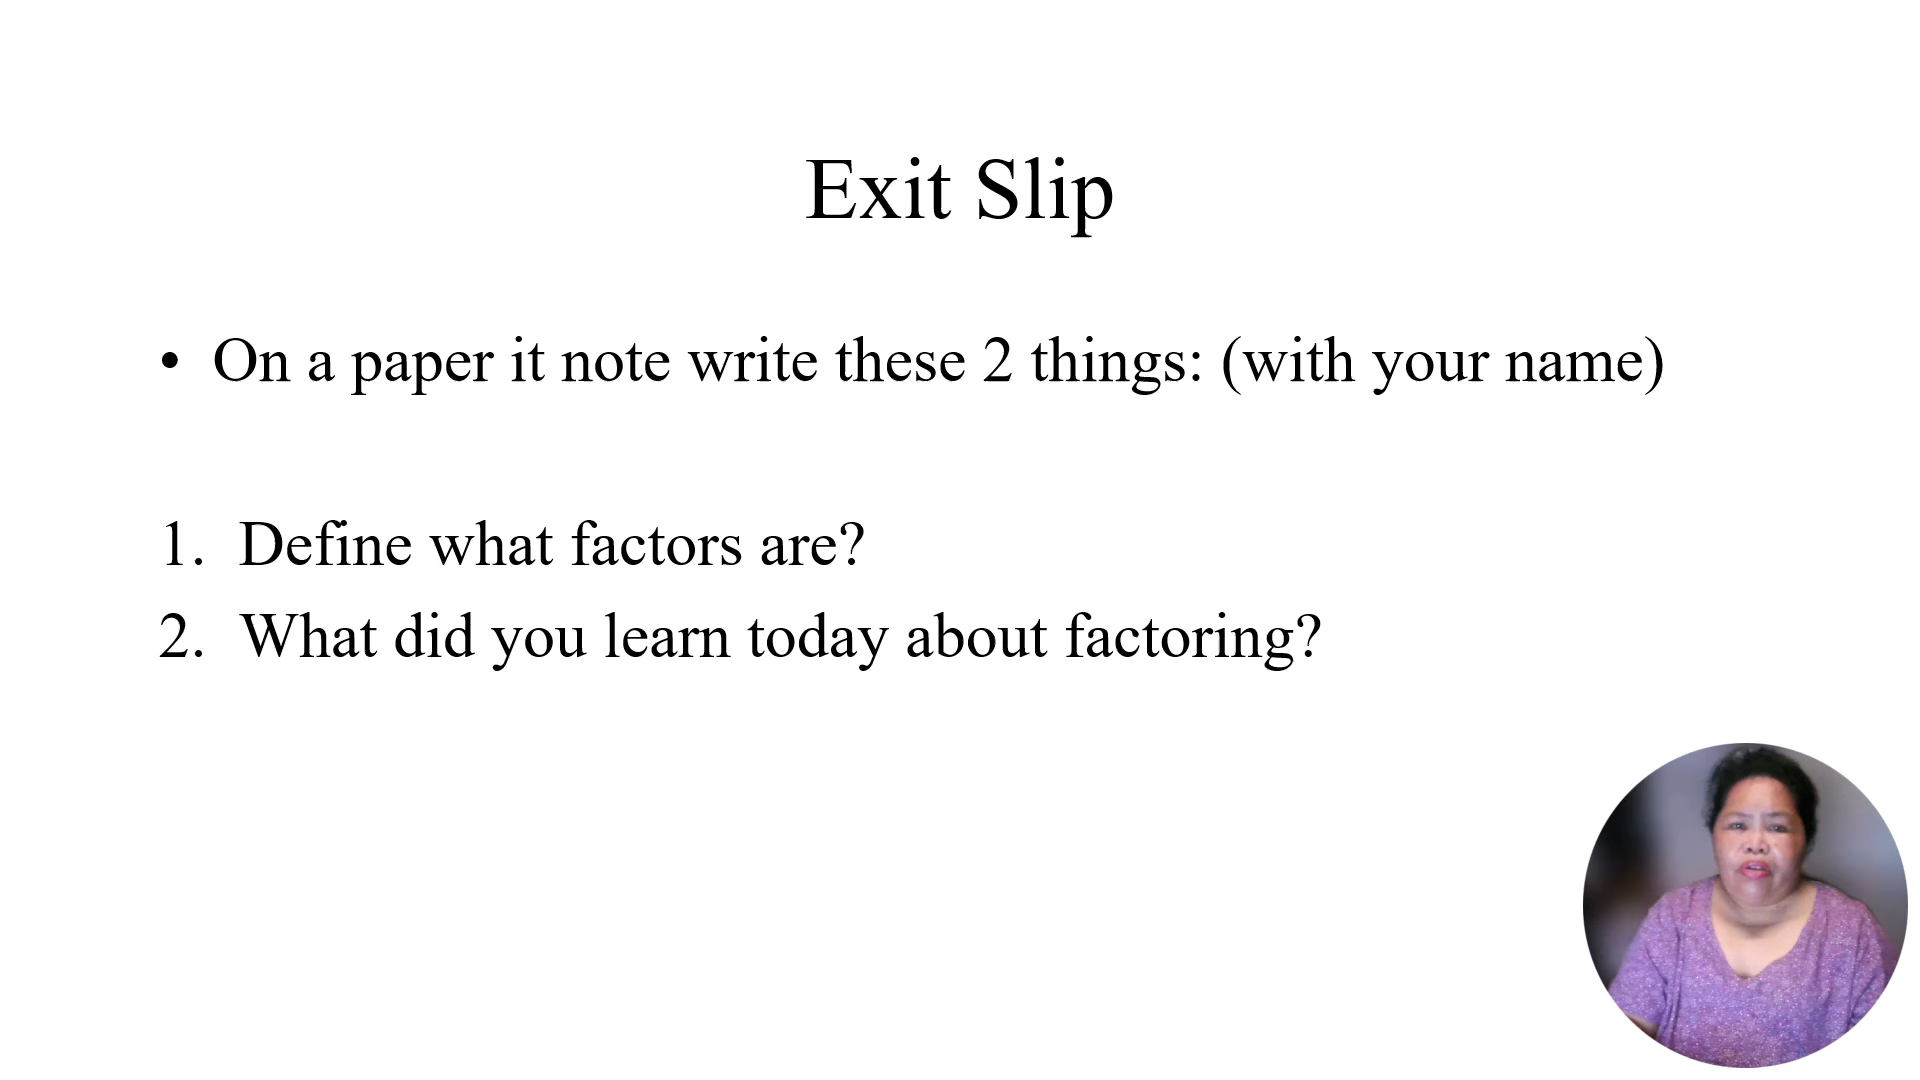 Exit Slip
• On a paper it note write these 2 things: (with your name)
1. Define what factors are?
2. What did you learn today about factoring?